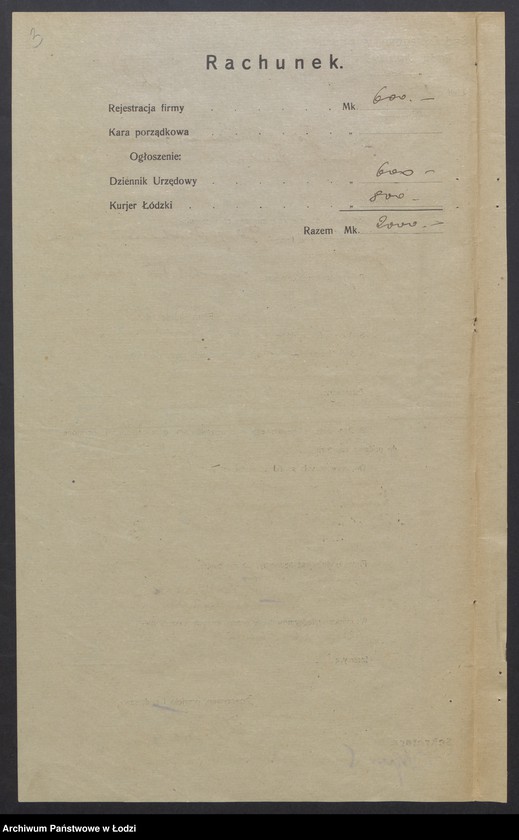 3
Rachunek.
Rejestracja firmy . . . . . . Mk. 600.—
Kara porządkowa . . . . . . „
Ogłoszenie:
Dziennik Urzędowy . . . . . . „ 600 —
Kurjer Łódzki . . . . . . . „ 800 —
Razem Mk. 2000.—
Archiwum Państwowe w Łodzi